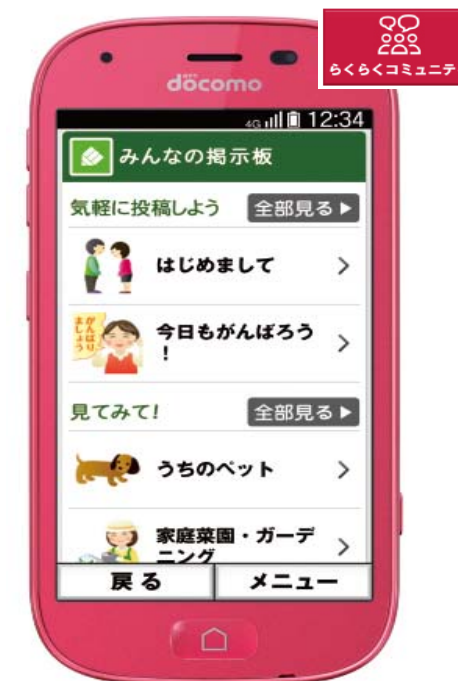 らくらくコミュニテ
döcomo
4G 12:34
みんなの掲示板
気軽に投稿しよう 全部見る▶
はじめまして
がんばり
ましょう
今日もがんばろう
!
見てみて! 全部見る▶
うちのペット
家庭菜園・ガーデ
ニング
戻る メニュー